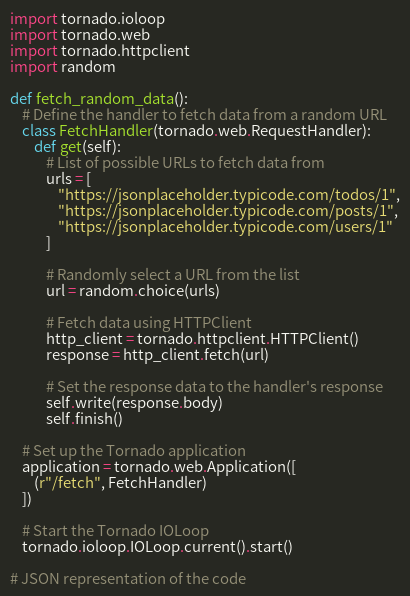 import tornado.ioloop
import tornado.web
import tornado.httpclient
import random

def fetch_random_data():
    # Define the handler to fetch data from a random URL
    class FetchHandler(tornado.web.RequestHandler):
        def get(self):
            # List of possible URLs to fetch data from
            urls = [
                "https://jsonplaceholder.typicode.com/todos/1",
                "https://jsonplaceholder.typicode.com/posts/1",
                "https://jsonplaceholder.typicode.com/users/1"
            ]

            # Randomly select a URL from the list
            url = random.choice(urls)

            # Fetch data using HTTPClient
            http_client = tornado.httpclient.HTTPClient()
            response = http_client.fetch(url)

            # Set the response data to the handler's response
            self.write(response.body)
            self.finish()

    # Set up the Tornado application
    application = tornado.web.Application([
        (r"/fetch", FetchHandler)
    ])

    # Start the Tornado IOLoop
    tornado.ioloop.IOLoop.current().start()

# JSON representation of the code